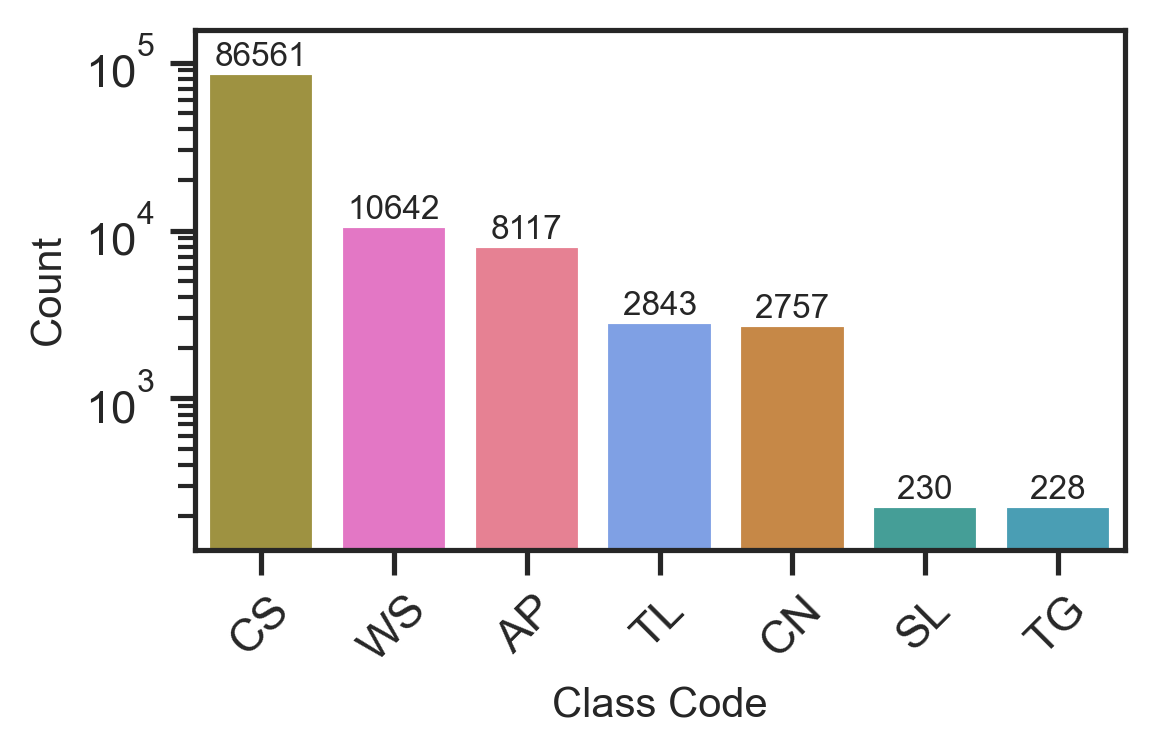 86561
10642
8117
2843
2757
230
228
10^5
10^4
10^3
Count
CS
WS
AP
TL
CN
SL
TG
Class Code